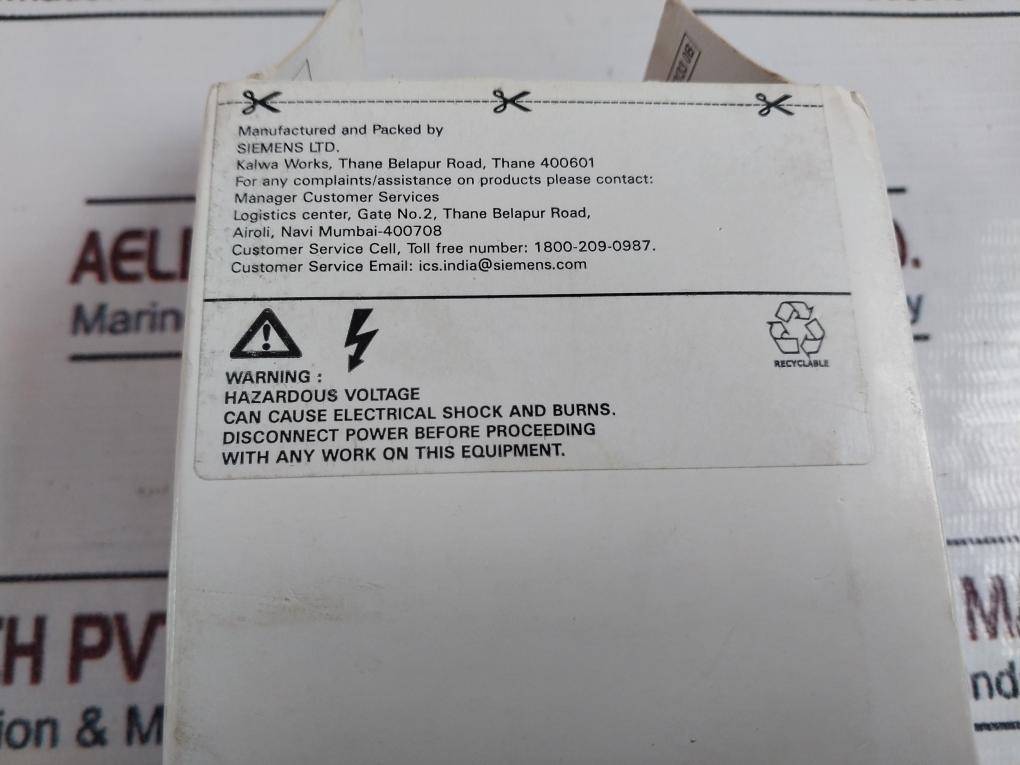 Manufactured and Packed by
SIEMENS LTD.
Kalwa Works, Thane Belapur Road, Thane 400601
For any complaints/assistance on products please contact:
Manager Customer Services
Logistics center, Gate No.2, Thane Belapur Road,
Airoli, Navi Mumbai-400708
Customer Service Cell, Toll free number: 1800-209-0987.
Customer Service Email: ics.india@siemens.com
RECYCLABLE
WARNING :
HAZARDOUS VOLTAGE
CAN CAUSE ELECTRICAL SHOCK AND BURNS.
DISCONNECT POWER BEFORE PROCEEDING
WITH ANY WORK ON THIS EQUIPMENT.